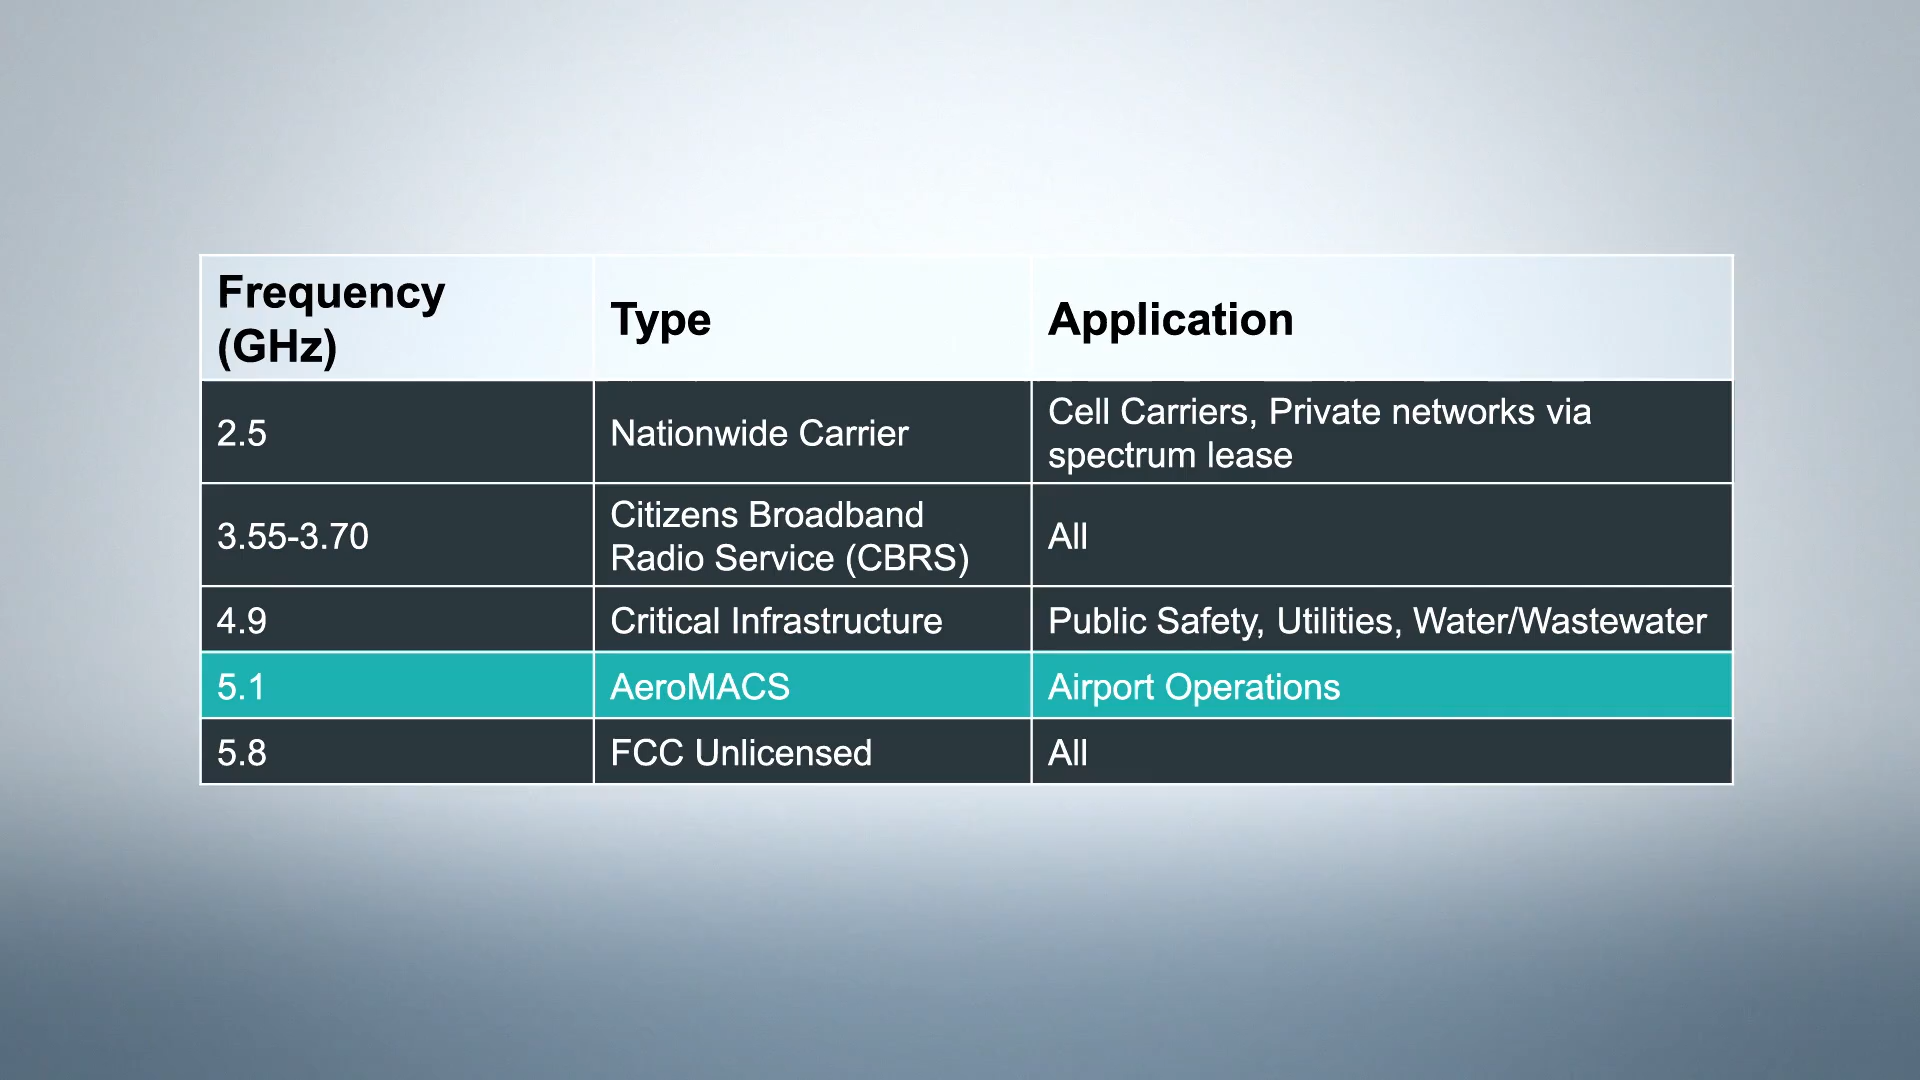 Frequency
(GHz)
Type
Application
2.5
Nationwide Carrier
Cell Carriers, Private networks via
spectrum lease
3.55-3.70
Citizens Broadband
Radio Service (CBRS)
All
4.9
Critical Infrastructure
Public Safety, Utilities, Water/Wastewater
5.1
AeroMACS
Airport Operations
5.8
FCC Unlicensed
All